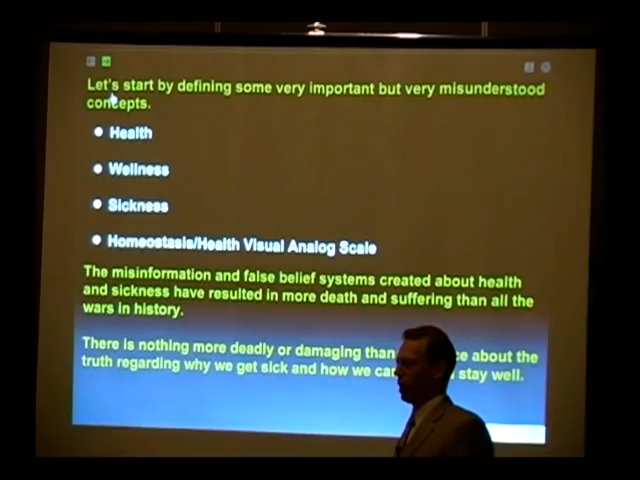 Let's start by defining some very important but very misunderstood
concepts.
Health
Wellness
Sickness
Homeostasis/Health Visual Analog Scale
The misinformation and false belief systems created about health
and sickness have resulted in more death and suffering than all the
wars in history.
There is nothing more deadly or damaging than about the
truth regarding why we get sick and how we can stay well.